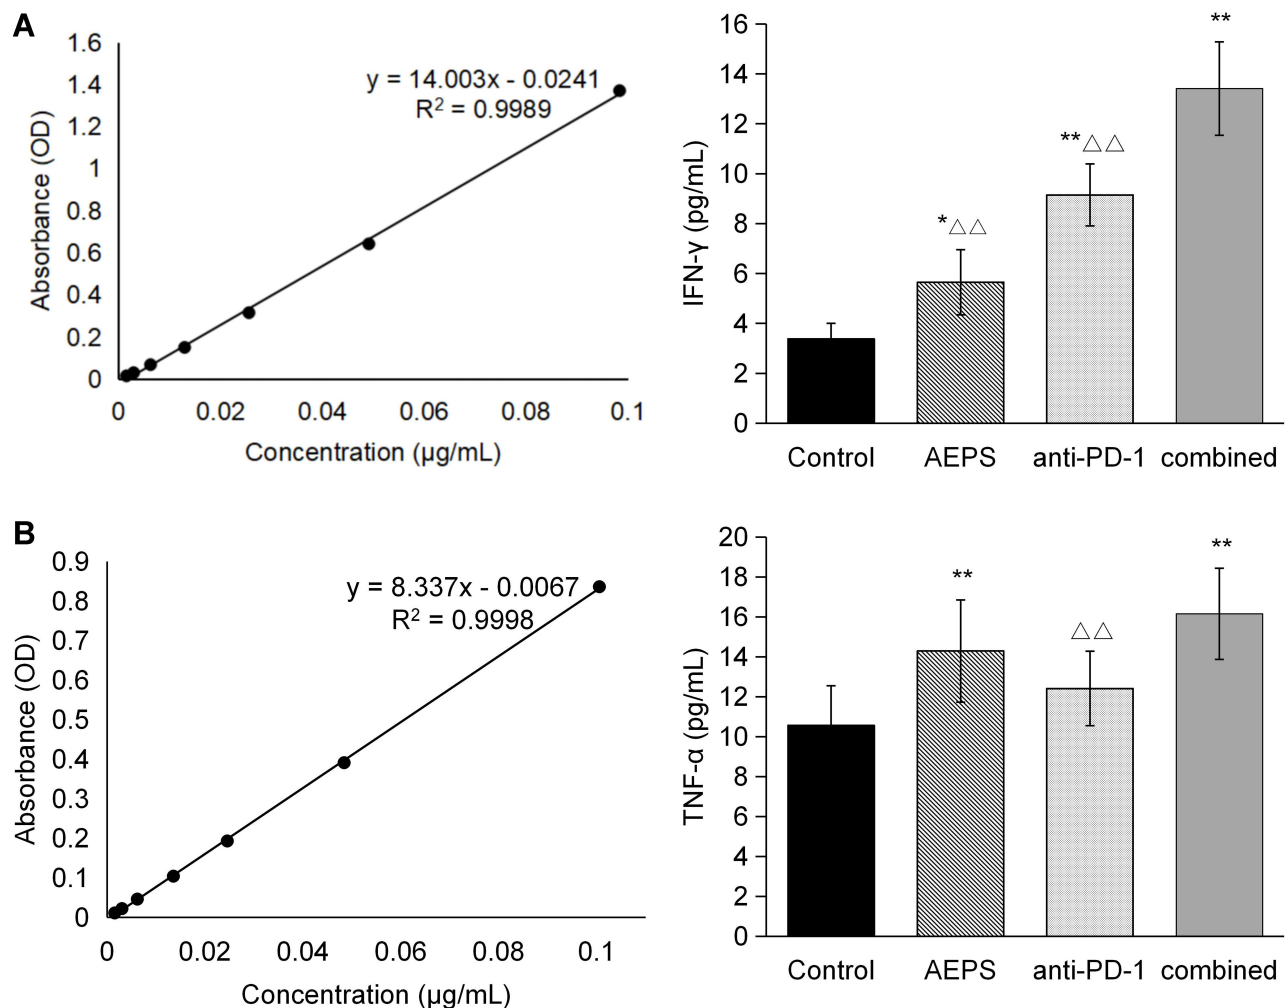 A
1.6
1.4
1.2
1
0.8
0.6
0.4
0.2
0
Absorbance (OD)
y = 14.003x - 0.0241
R² = 0.9989
0 0.02 0.04 0.06 0.08 0.1
Concentration (µg/mL)
16
14
12
10
8
6
4
2
0
IFN-γ (pg/mL)
*△△
**△△
**
Control AEPS anti-PD-1 combined
B
0.9
0.8
0.7
0.6
0.5
0.4
0.3
0.2
0.1
0
Absorbance (OD)
y = 8.337x - 0.0067
R² = 0.9998
0 0.02 0.04 0.06 0.08 0.1
Concentration (µg/mL)
20
18
16
14
12
10
8
6
4
2
0
TNF-α (pg/mL)
**
△△
**
Control AEPS anti-PD-1 combined